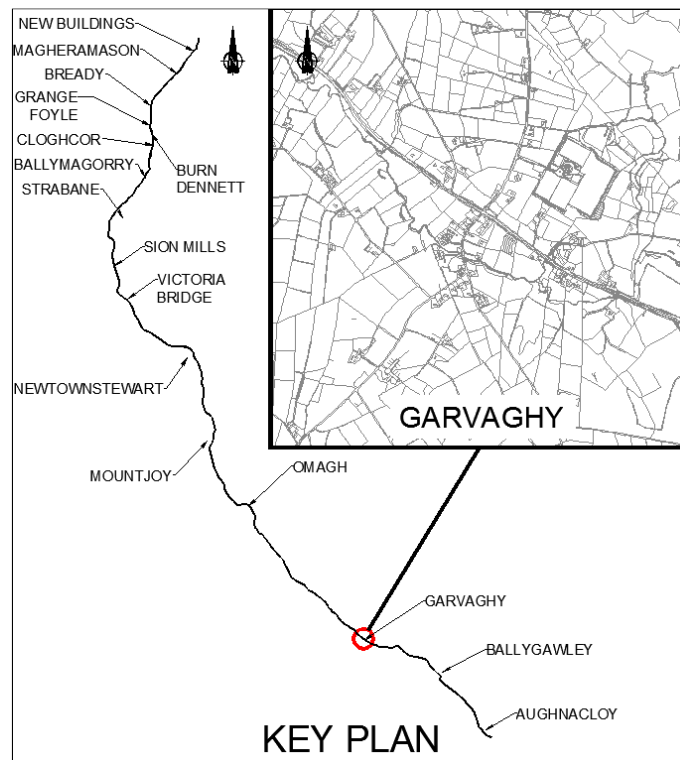 NEW BUILDINGS
MAGHERAMASON
BREADY
GRANGE
FOYLE
CLOGHCOR
BALLYMAGORRY
BURN
DENNETT
STRABANE
SION MILLS
VICTORIA
BRIDGE
NEWTOWNSTEWART
MOUNTJOY
OMAGH
GARVAGHY
GARVAGHY
BALLYGAWLEY
AUGHNACLOY
KEY PLAN